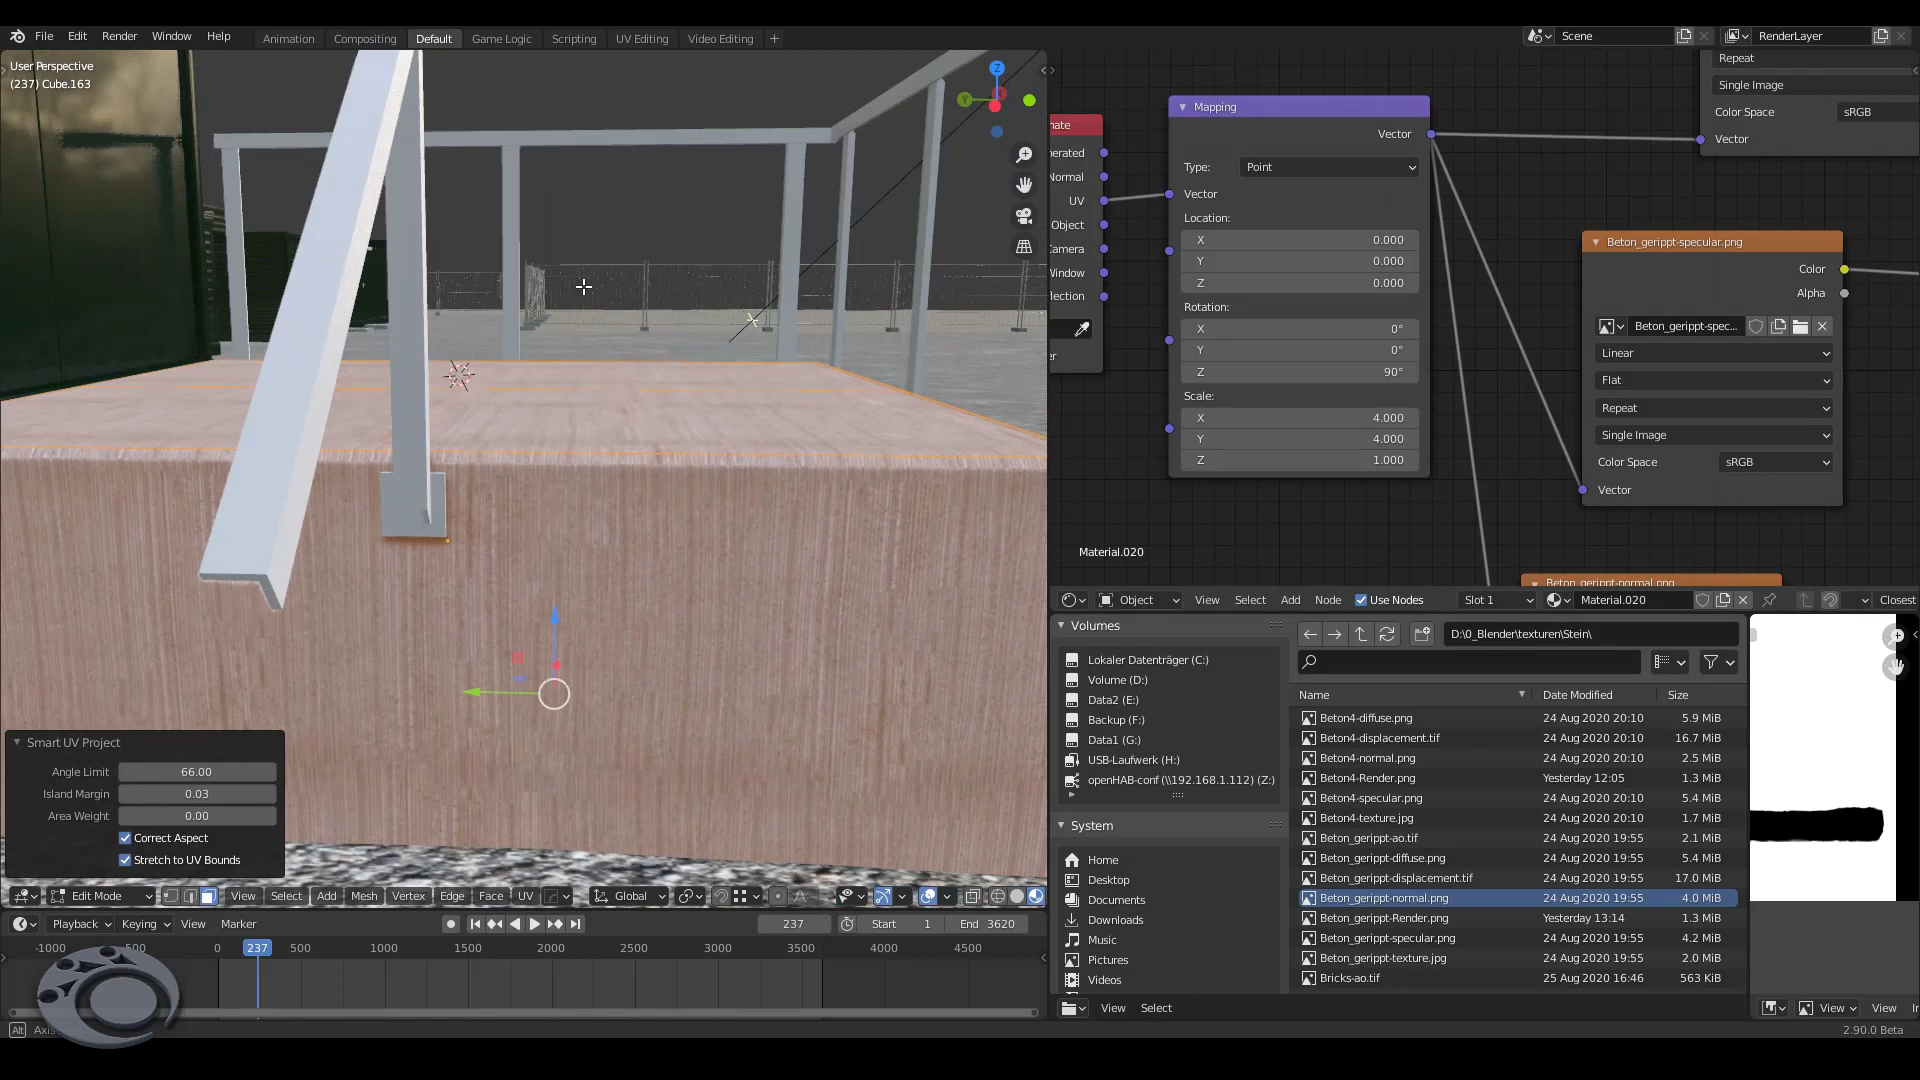 File Edit Render Window Help
Animation Compositing Default Game Logic Scripting UV Editing Video Editing +
Scene
RenderLayer
User Perspective
(237) Cube.163
Z
Y
Smart UV Project
Angle Limit 66.00
Island Margin 0.03
Area Weight 0.00
Correct Aspect
Stretch to UV Bounds
Edit Mode View Select Add Mesh Vertex Edge Face UV Global
Playback Keying View Marker 237 Start 1 End 3620
-1000 500 0 237 500 1000 1500 2000 2500 3000 3500 4000 4500
Alt Axis
nate
nerated
Normal
UV
Object
Camera
Window
flection
er
Mapping
Vector
Type: Point
Vector
Location:
X 0.000
Y 0.000
Z 0.000
Rotation:
X 0°
Y 0°
Z 90°
Scale:
X 4.000
Y 4.000
Z 1.000
Repeat
Single Image
Color Space sRGB
Vector
Beton_gerippt-specular.png
Color
Alpha
Beton_gerippt-spec...
Linear
Flat
Repeat
Single Image
Color Space sRGB
Vector
Material.020
Beton_gerippt-normal.png
Object View Select Add Node Use Nodes Slot 1 Material.020 Closest
Volumes
Lokaler Datenträger (C:)
Volume (D:)
Data2 (E:)
Backup (F:)
Data1 (G:)
USB-Laufwerk (H:)
openHAB-conf (\\192.168.1.112) (Z:)
System
Home
Desktop
Documents
Downloads
Music
Pictures
Videos
D:\0_Blender\texturen\Stein\
Name Date Modified Size
Beton4-diffuse.png 24 Aug 2020 20:10 5.9 MiB
Beton4-displacement.tif 24 Aug 2020 20:10 16.7 MiB
Beton4-normal.png 24 Aug 2020 20:10 2.5 MiB
Beton4-Render.png Yesterday 12:05 1.3 MiB
Beton4-specular.png 24 Aug 2020 20:10 5.4 MiB
Beton4-texture.jpg 24 Aug 2020 20:10 1.7 MiB
Beton_gerippt-ao.tif 24 Aug 2020 19:55 2.1 MiB
Beton_gerippt-diffuse.png 24 Aug 2020 19:55 5.4 MiB
Beton_gerippt-displacement.tif 24 Aug 2020 19:55 17.0 MiB
Beton_gerippt-normal.png 24 Aug 2020 19:55 4.0 MiB
Beton_gerippt-Render.png Yesterday 13:14 1.3 MiB
Beton_gerippt-specular.png 24 Aug 2020 19:55 4.2 MiB
Beton_gerippt-texture.jpg 24 Aug 2020 19:55 2.0 MiB
Bricks-ao.tif 25 Aug 2020 16:46 563 KiB
View Select
View View
2.90.0 Beta